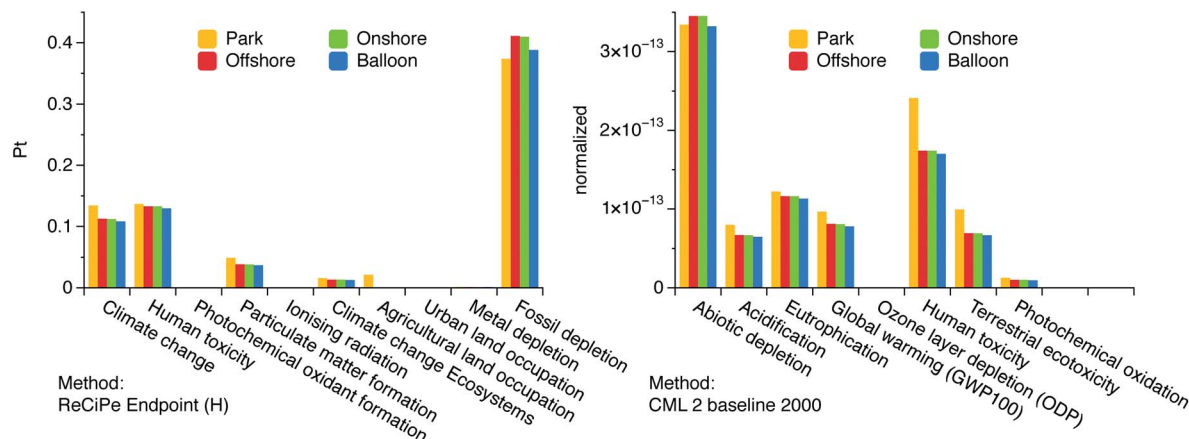 Park
Onshore
Offshore
Balloon
0.4
0.3
0.2
0.1
0
Pt
Climate change
Human toxicity
Photochemical oxidant formation
Particulate matter formation
Ionising radiation
Climate change Ecosystems
Agricultural land occupation
Urban land occupation
Metal depletion
Fossil depletion
Method:
ReCiPe Endpoint (H)
Park
Onshore
Offshore
Balloon
3×10⁻¹³
2×10⁻¹³
1×10⁻¹³
0
normalized
Abiotic depletion
Acidification
Eutrophication
Global warming (GWP100)
Ozone layer depletion (ODP)
Human toxicity
Terrestrial ecotoxicity
Photochemical oxidation
Method:
CML 2 baseline 2000